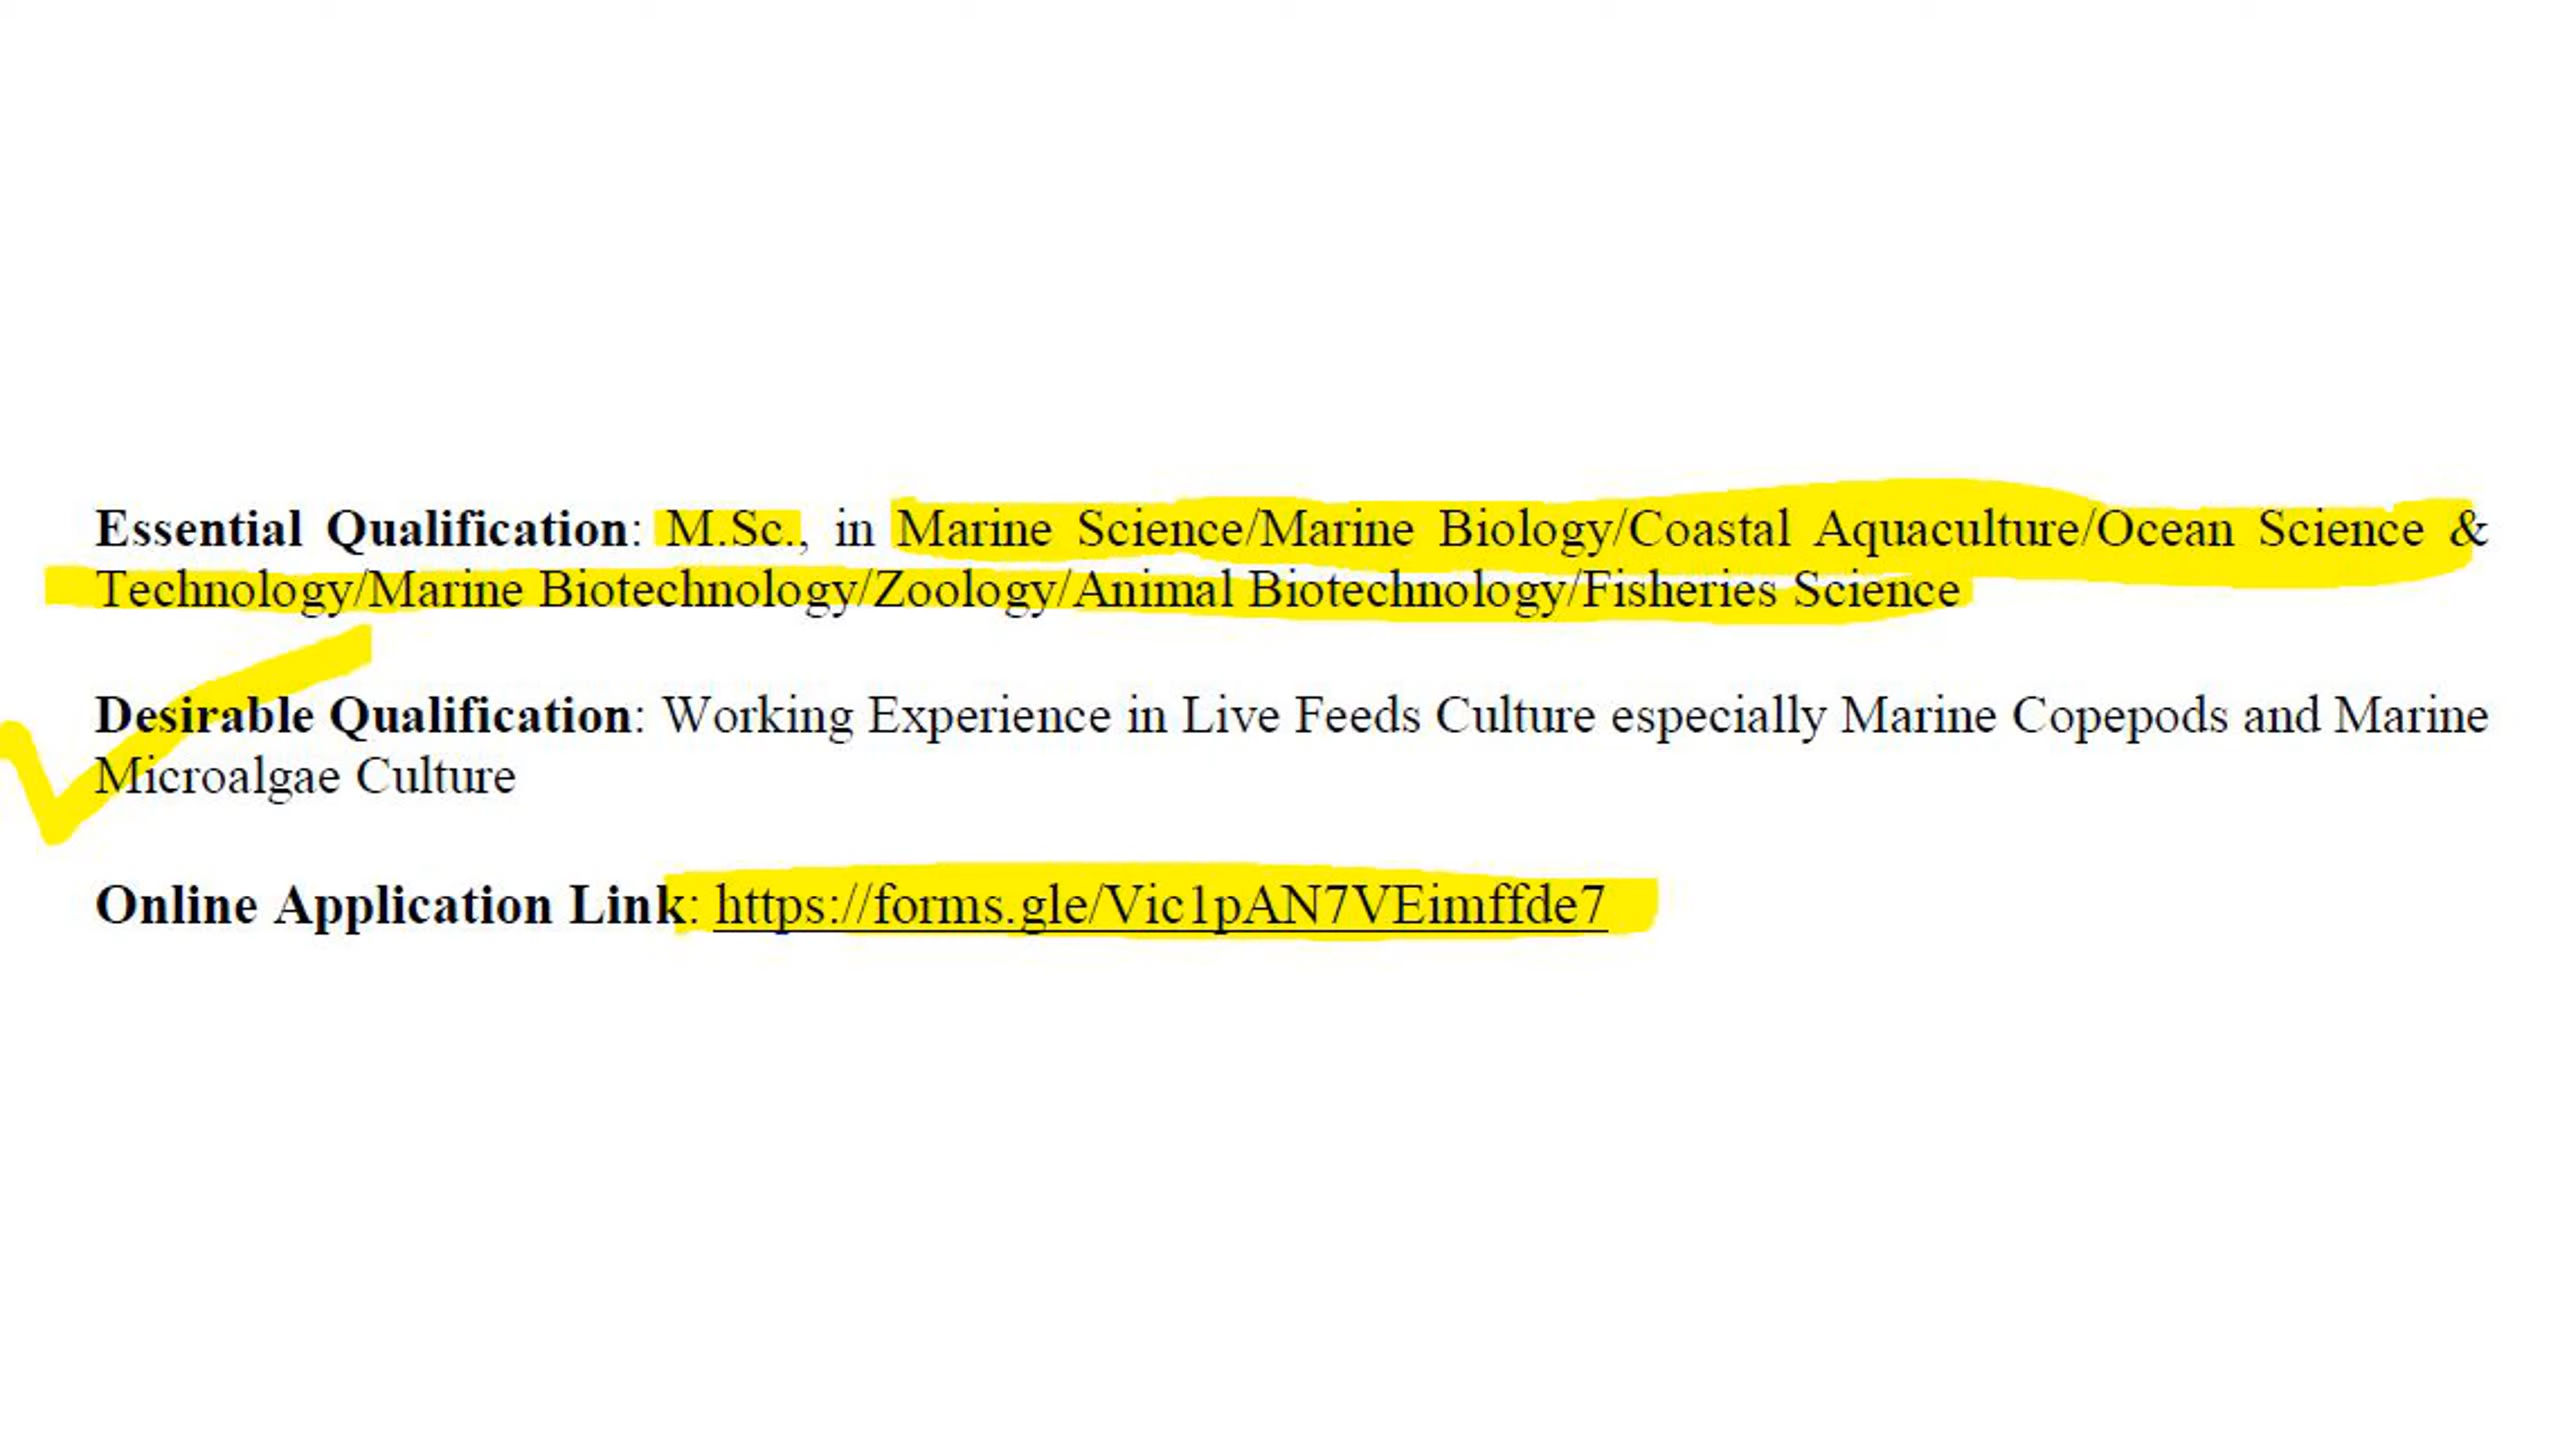 Essential Qualification: M.Sc., in Marine Science/Marine Biology/Coastal Aquaculture/Ocean Science &
Technology/Marine Biotechnology/Zoology/Animal Biotechnology/Fisheries Science
Desirable Qualification: Working Experience in Live Feeds Culture especially Marine Copepods and Marine
Microalgae Culture
Online Application Link: https://forms.gle/Vic1pAN7VEimffde7